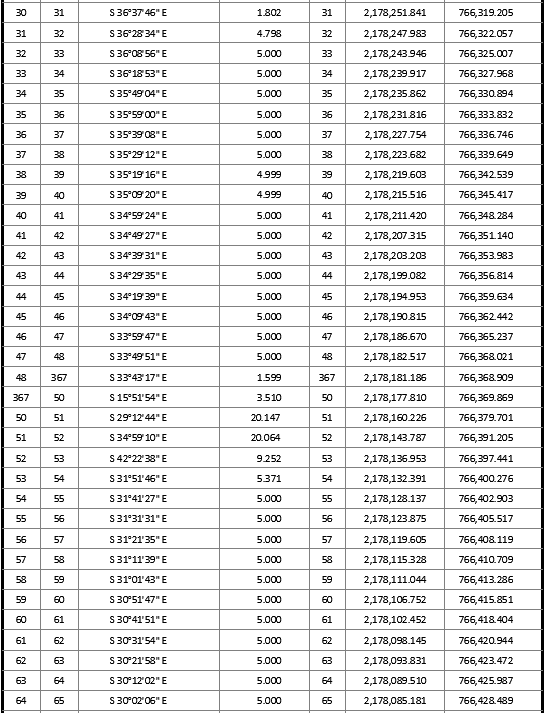 30 31 S 36°37'46" E 1.802 31 2,178,251.841 766,319.205
31 32 S 36°28'34" E 4.798 32 2,178,247.983 766,322.057
32 33 S 36°08'56" E 5.000 33 2,178,243.946 766,325.007
33 34 S 36°18'53" E 5.000 34 2,178,239.917 766,327.968
34 35 S 35°49'04" E 5.000 35 2,178,235.862 766,330.894
35 36 S 35°59'00" E 5.000 36 2,178,231.816 766,333.832
36 37 S 35°39'08" E 5.000 37 2,178,227.754 766,336.746
37 38 S 35°29'12" E 5.000 38 2,178,223.682 766,339.649
38 39 S 35°19'16" E 4.999 39 2,178,219.603 766,342.539
39 40 S 35°09'20" E 4.999 40 2,178,215.516 766,345.417
40 41 S 34°59'24" E 5.000 41 2,178,211.420 766,348.284
41 42 S 34°49'27" E 5.000 42 2,178,207.315 766,351.140
42 43 S 34°39'31" E 5.000 43 2,178,203.203 766,353.983
43 44 S 34°29'35" E 5.000 44 2,178,199.082 766,356.814
44 45 S 34°19'39" E 5.000 45 2,178,194.953 766,359.634
45 46 S 34°09'43" E 5.000 46 2,178,190.815 766,362.442
46 47 S 33°59'47" E 5.000 47 2,178,186.670 766,365.237
47 48 S 33°49'51" E 5.000 48 2,178,182.517 766,368.021
48 367 S 33°43'17" E 1.599 367 2,178,181.186 766,368.909
367 50 S 15°51'54" E 3.510 50 2,178,177.810 766,369.869
50 51 S 29°12'44" E 20.147 51 2,178,160.226 766,379.701
51 52 S 34°59'10" E 20.064 52 2,178,143.787 766,391.205
52 53 S 42°22'38" E 9.252 53 2,178,136.953 766,397.441
53 54 S 31°51'46" E 5.371 54 2,178,132.391 766,400.276
54 55 S 31°41'27" E 5.000 55 2,178,128.137 766,402.903
55 56 S 31°31'31" E 5.000 56 2,178,123.875 766,405.517
56 57 S 31°21'35" E 5.000 57 2,178,119.605 766,408.119
57 58 S 31°11'39" E 5.000 58 2,178,115.328 766,410.709
58 59 S 31°01'43" E 5.000 59 2,178,111.044 766,413.286
59 60 S 30°51'47" E 5.000 60 2,178,106.752 766,415.851
60 61 S 30°41'51" E 5.000 61 2,178,102.452 766,418.404
61 62 S 30°31'54" E 5.000 62 2,178,098.145 766,420.944
62 63 S 30°21'58" E 5.000 63 2,178,093.831 766,423.472
63 64 S 30°12'02" E 5.000 64 2,178,089.510 766,425.987
64 65 S 30°02'06" E 5.000 65 2,178,085.181 766,428.489